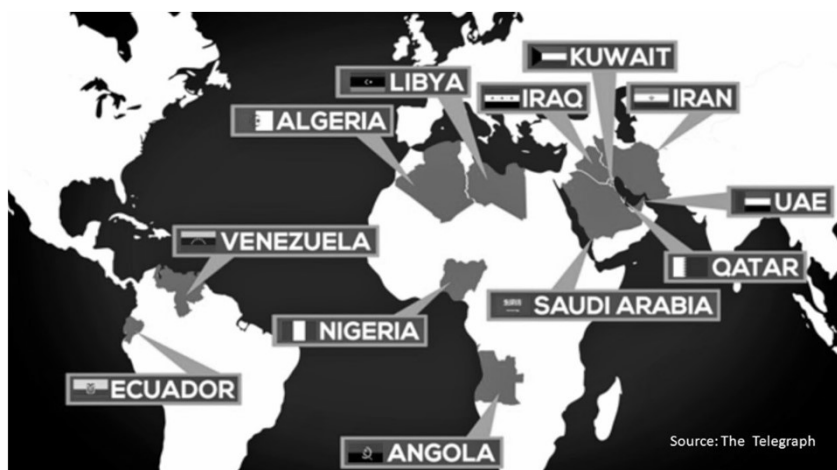 KUWAIT
LIBYA
IRAQ
IRAN
ALGERIA
UAE
VENEZUELA
QATAR
SAUDI ARABIA
NIGERIA
ECUADOR
ANGOLA
Source: The Telegraph